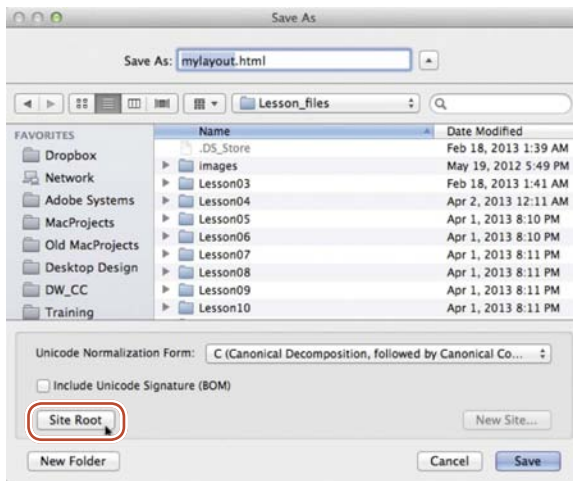 Save As
Save As: mylayout.html
Lesson_files
FAVORITES
Dropbox
Network
Adobe Systems
MacProjects
Old MacProjects
Desktop Design
DW_CC
Training
Name Date Modified
.DS_Store Feb 18, 2013 1:39 AM
images May 19, 2012 5:49 PM
Lesson03 Feb 18, 2013 1:41 AM
Lesson04 Apr 2, 2013 12:11 AM
Lesson05 Apr 1, 2013 8:10 PM
Lesson06 Apr 1, 2013 8:10 PM
Lesson07 Apr 1, 2013 8:11 PM
Lesson08 Apr 1, 2013 8:11 PM
Lesson09 Apr 1, 2013 8:11 PM
Lesson10 Apr 1, 2013 8:11 PM
Unicode Normalization Form: C (Canonical Decomposition, followed by Canonical Co...
Include Unicode Signature (BOM)
Site Root New Site...
New Folder Cancel Save